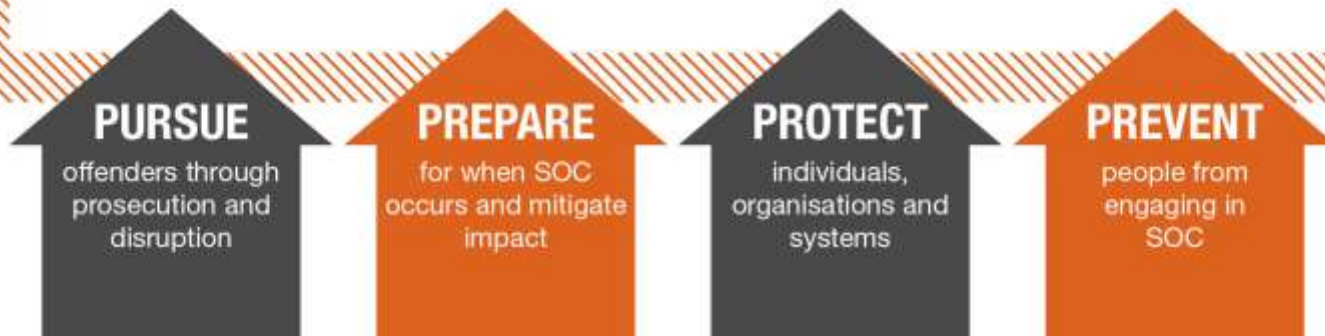 PURSUE
offenders through
prosecution and
disruption
PREPARE
for when SOC
occurs and mitigate
impact
PROTECT
individuals,
organisations and
systems
PREVENT
people from
engaging in
SOC